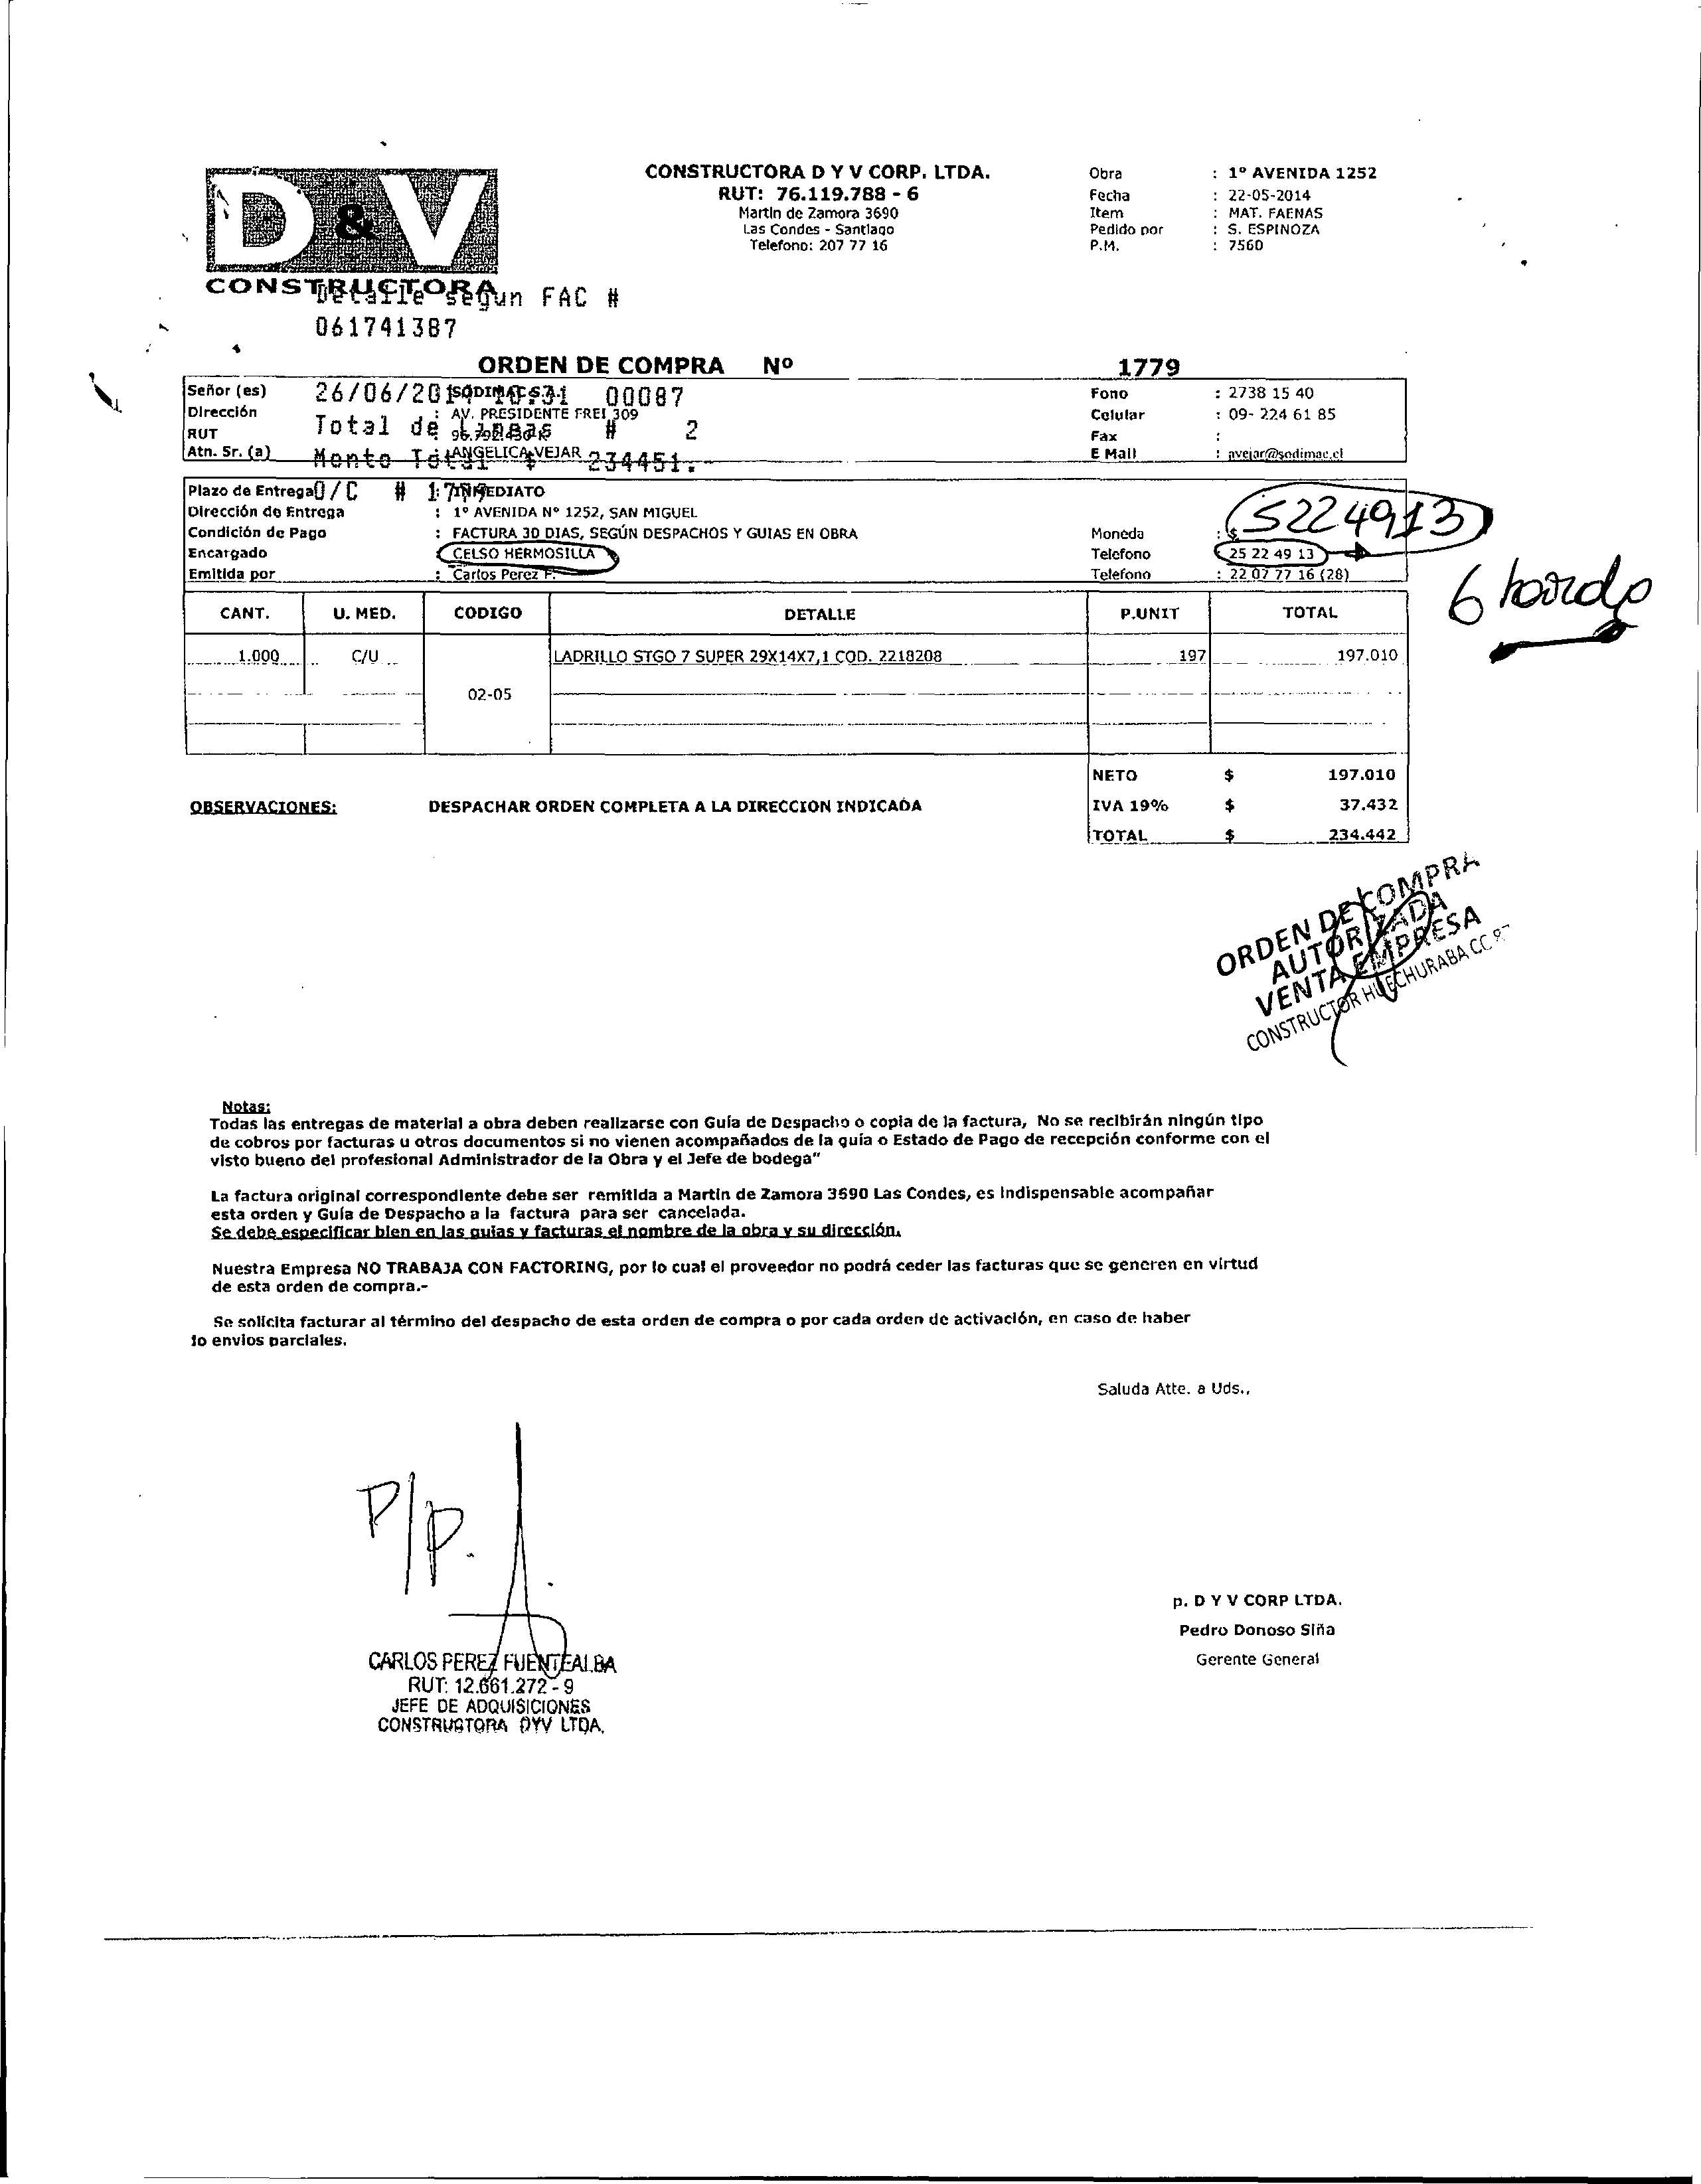 D&V
CONSTRUCTORA
CONSTRUCTORA D Y V CORP. LTDA.
RUT: 76.119.788 - 6
Martin de Zamora 3690
Las Condes - Santiago
Telefono: 207 77 16
Obra : 1º AVENIDA 1252
Fecha : 22-05-2014
Item : MAT. FAENAS
Pedido por : S. ESPINOZA
P.M. : 7560
Detalle segun FAC #
061741387
ORDEN DE COMPRA Nº 1779
Señor (es) SODIMAC S.A.
26/06/2014 10:31 00087
Dirección : AV. PRESIDENTE FREI 309
Total de Lineas # 2
RUT
Atn. Sr. (a) ANGELICA VEJAR
Monto Total $ 234451.-
Fono : 2738 15 40
Celular : 09- 224 61 85
Fax :
E Mail : avejar@sodimac.cl
Plazo de Entrega : INMEDIATO
O/C # 1779
Dirección de Entrega : 1º AVENIDA Nº 1252, SAN MIGUEL
Condición de Pago : FACTURA 30 DIAS, SEGÚN DESPACHOS Y GUIAS EN OBRA
Encargado : CELSO HERMOSILLA
Emitida por : Carlos Perez F.
Moneda : $
Telefono : 25 22 49 13
Telefono : 22 07 77 16 (28)
5224913
6 bordo
CANT. U. MED. CODIGO DETALLE P.UNIT TOTAL
1.000 C/U LADRILLO STGO 7 SUPER 29X14X7,1 COD. 2218208 197 197.010
02-05
NETO $ 197.010
OBSERVACIONES: DESPACHAR ORDEN COMPLETA A LA DIRECCION INDICADA
IVA 19% $ 37.432
TOTAL $ 234.442
ORDEN DE COMPRA
AUTORIZADA
VENTA EMPRESA
CONSTRUCTOR HUECHURABA CC 87
Notas:
Todas las entregas de material a obra deben realizarse con Guía de Despacho o copia de la factura, No se recibirán ningún tipo
de cobros por facturas u otros documentos si no vienen acompañados de la guía o Estado de Pago de recepción conforme con el
visto bueno del profesional Administrador de la Obra y el Jefe de bodega"
La factura original correspondiente debe ser remitida a Martin de Zamora 3690 Las Condes, es indispensable acompañar
esta orden y Guía de Despacho a la factura para ser cancelada.
Se debe especificar bien en las guias y facturas el nombre de la obra y su dirección.
Nuestra Empresa NO TRABAJA CON FACTORING, por lo cual el proveedor no podrá ceder las facturas que se generen en virtud
de esta orden de compra.-
Se solicita facturar al término del despacho de esta orden de compra o por cada orden de activación, en caso de haber
lo envios parciales.
Saluda Atte. a Uds.,
P/P.
CARLOS PEREZ FUENTEALBA
RUT: 12.661.272 - 9
JEFE DE ADQUISICIONES
CONSTRUCTORA DYV LTDA.
p. D Y V CORP LTDA.
Pedro Donoso Siña
Gerente General